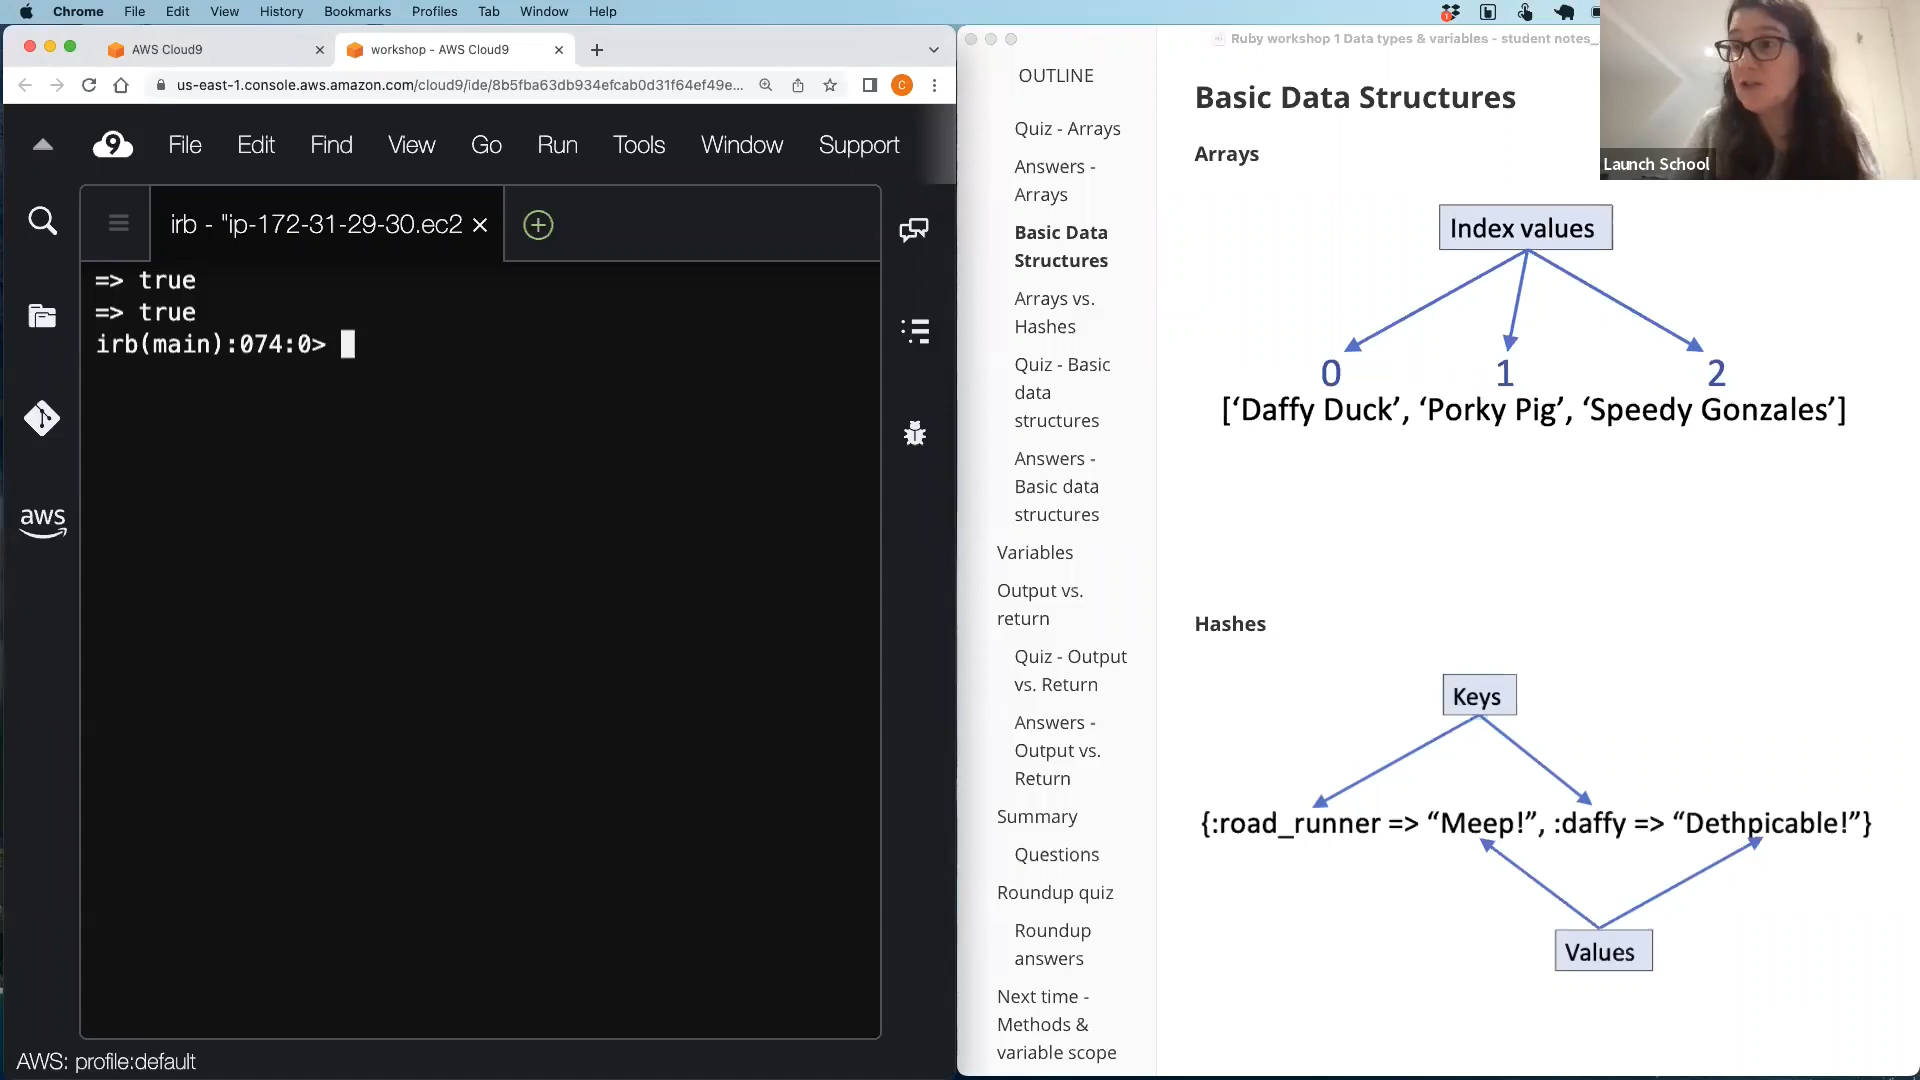 Chrome File Edit View History Bookmarks Profiles Tab Window Help
AWS Cloud9
workshop - AWS Cloud9
us-east-1.console.aws.amazon.com/cloud9/ide/8b5fba63db934efcab0d31f64ef49e...
C
9 File Edit Find View Go Run Tools Window Support
irb - "ip-172-31-29-30.ec2
=> true
=> true
irb(main):074:0>
aws
AWS: profile:default
Ruby workshop 1 Data types & variables - student notes_
OUTLINE
Quiz - Arrays
Answers -
Arrays
Basic Data
Structures
Arrays vs.
Hashes
Quiz - Basic
data
structures
Answers -
Basic data
structures
Variables
Output vs.
return
Quiz - Output
vs. Return
Answers -
Output vs.
Return
Summary
Questions
Roundup quiz
Roundup
answers
Next time -
Methods &
variable scope
Basic Data Structures
Arrays
Index values
0 1 2
[‘Daffy Duck’, ‘Porky Pig’, ‘Speedy Gonzales’]
Hashes
Keys
{:road_runner => “Meep!”, :daffy => “Dethpicable!”}
Values
Launch School